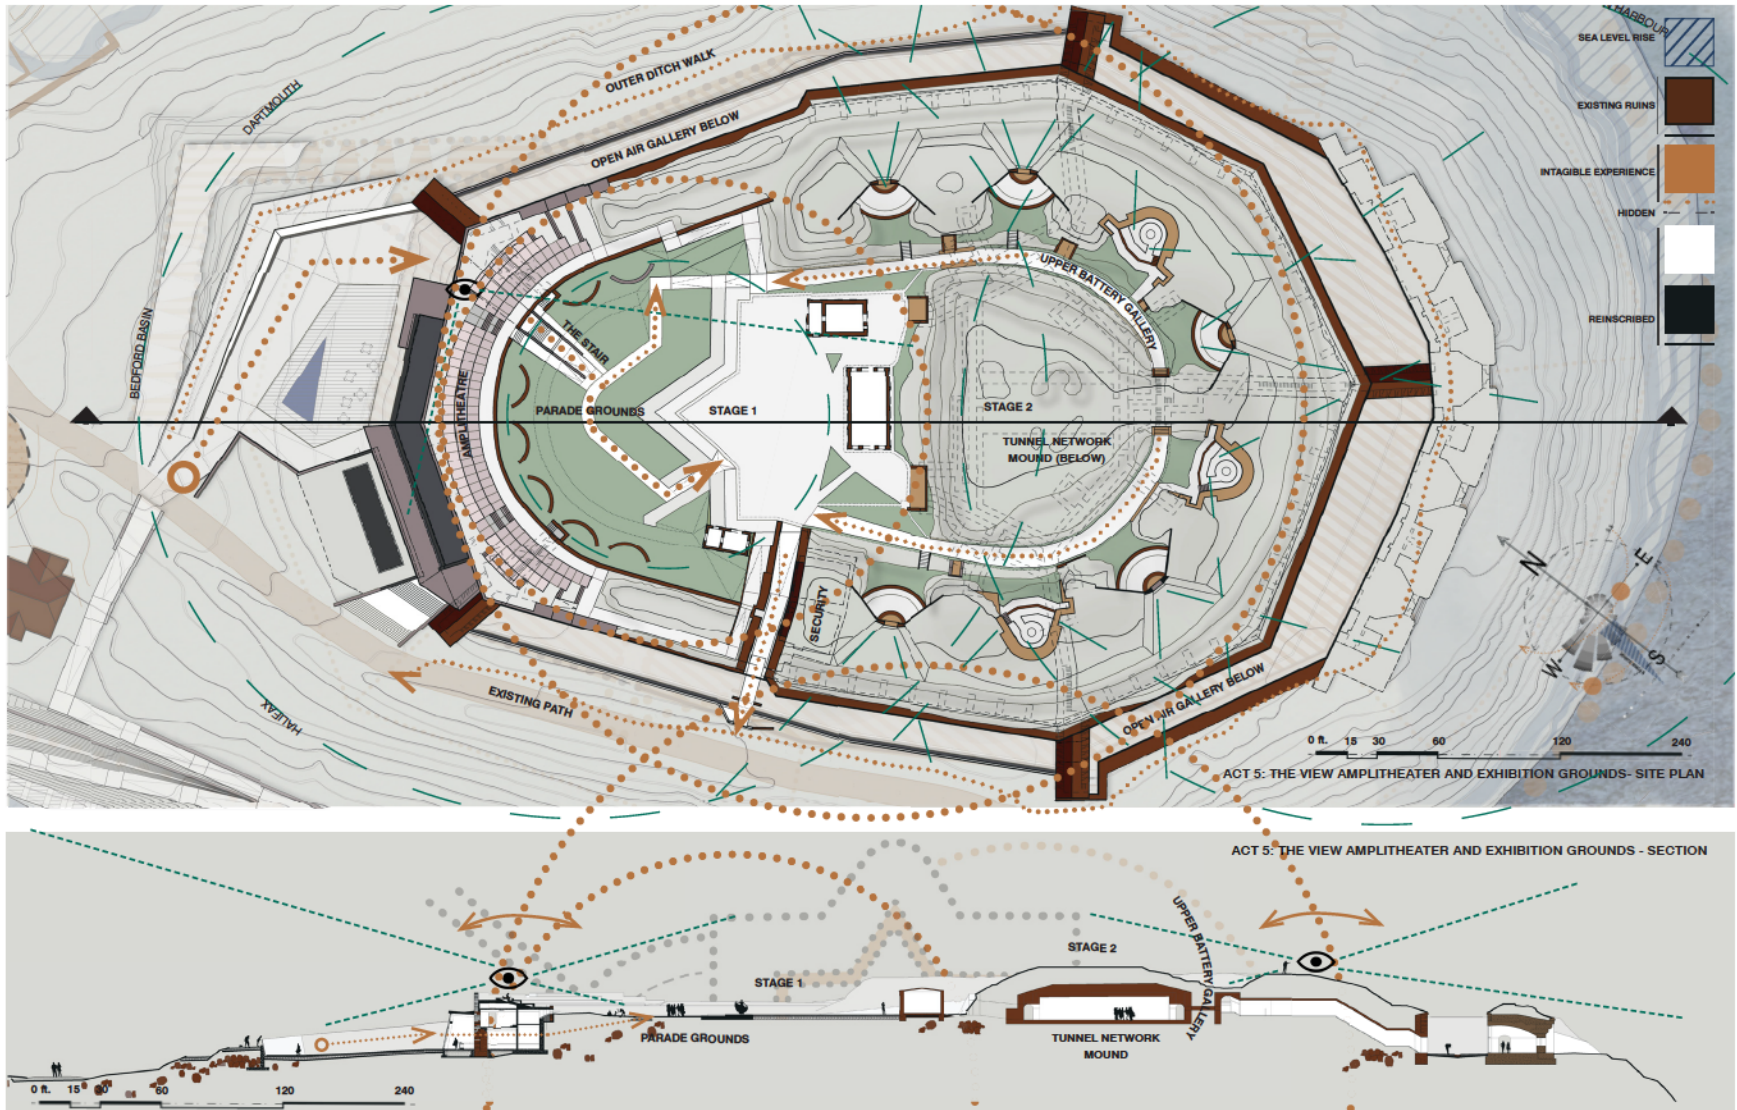 HARBOUR
SEA LEVEL RISE
EXISTING RUINS
INTAGIBLE EXPERIENCE
HIDDEN
REINSCRIBED
OUTER DITCH WALK
DARTMOUTH
OPEN AIR GALLERY BELOW
UPPER BATTERY GALLERY
BEDFORD BASIN
THE STAIR
AMPLITHEATRE
PARADE GROUNDS
STAGE 1
STAGE 2
TUNNEL NETWORK
MOUND (BELOW)
SECURITY
N
E
S
W
EXISTING PATH
HALIFAX
OPEN AIR GALLERY BELOW
0 ft. 15 30 60 120 240
ACT 5: THE VIEW AMPLITHEATER AND EXHIBITION GROUNDS- SITE PLAN
ACT 5: THE VIEW AMPLITHEATER AND EXHIBITION GROUNDS - SECTION
UPPER BATTERY GALLERY
STAGE 2
STAGE 1
PARADE GROUNDS
TUNNEL NETWORK
MOUND
0 ft. 15 30 60 120 240